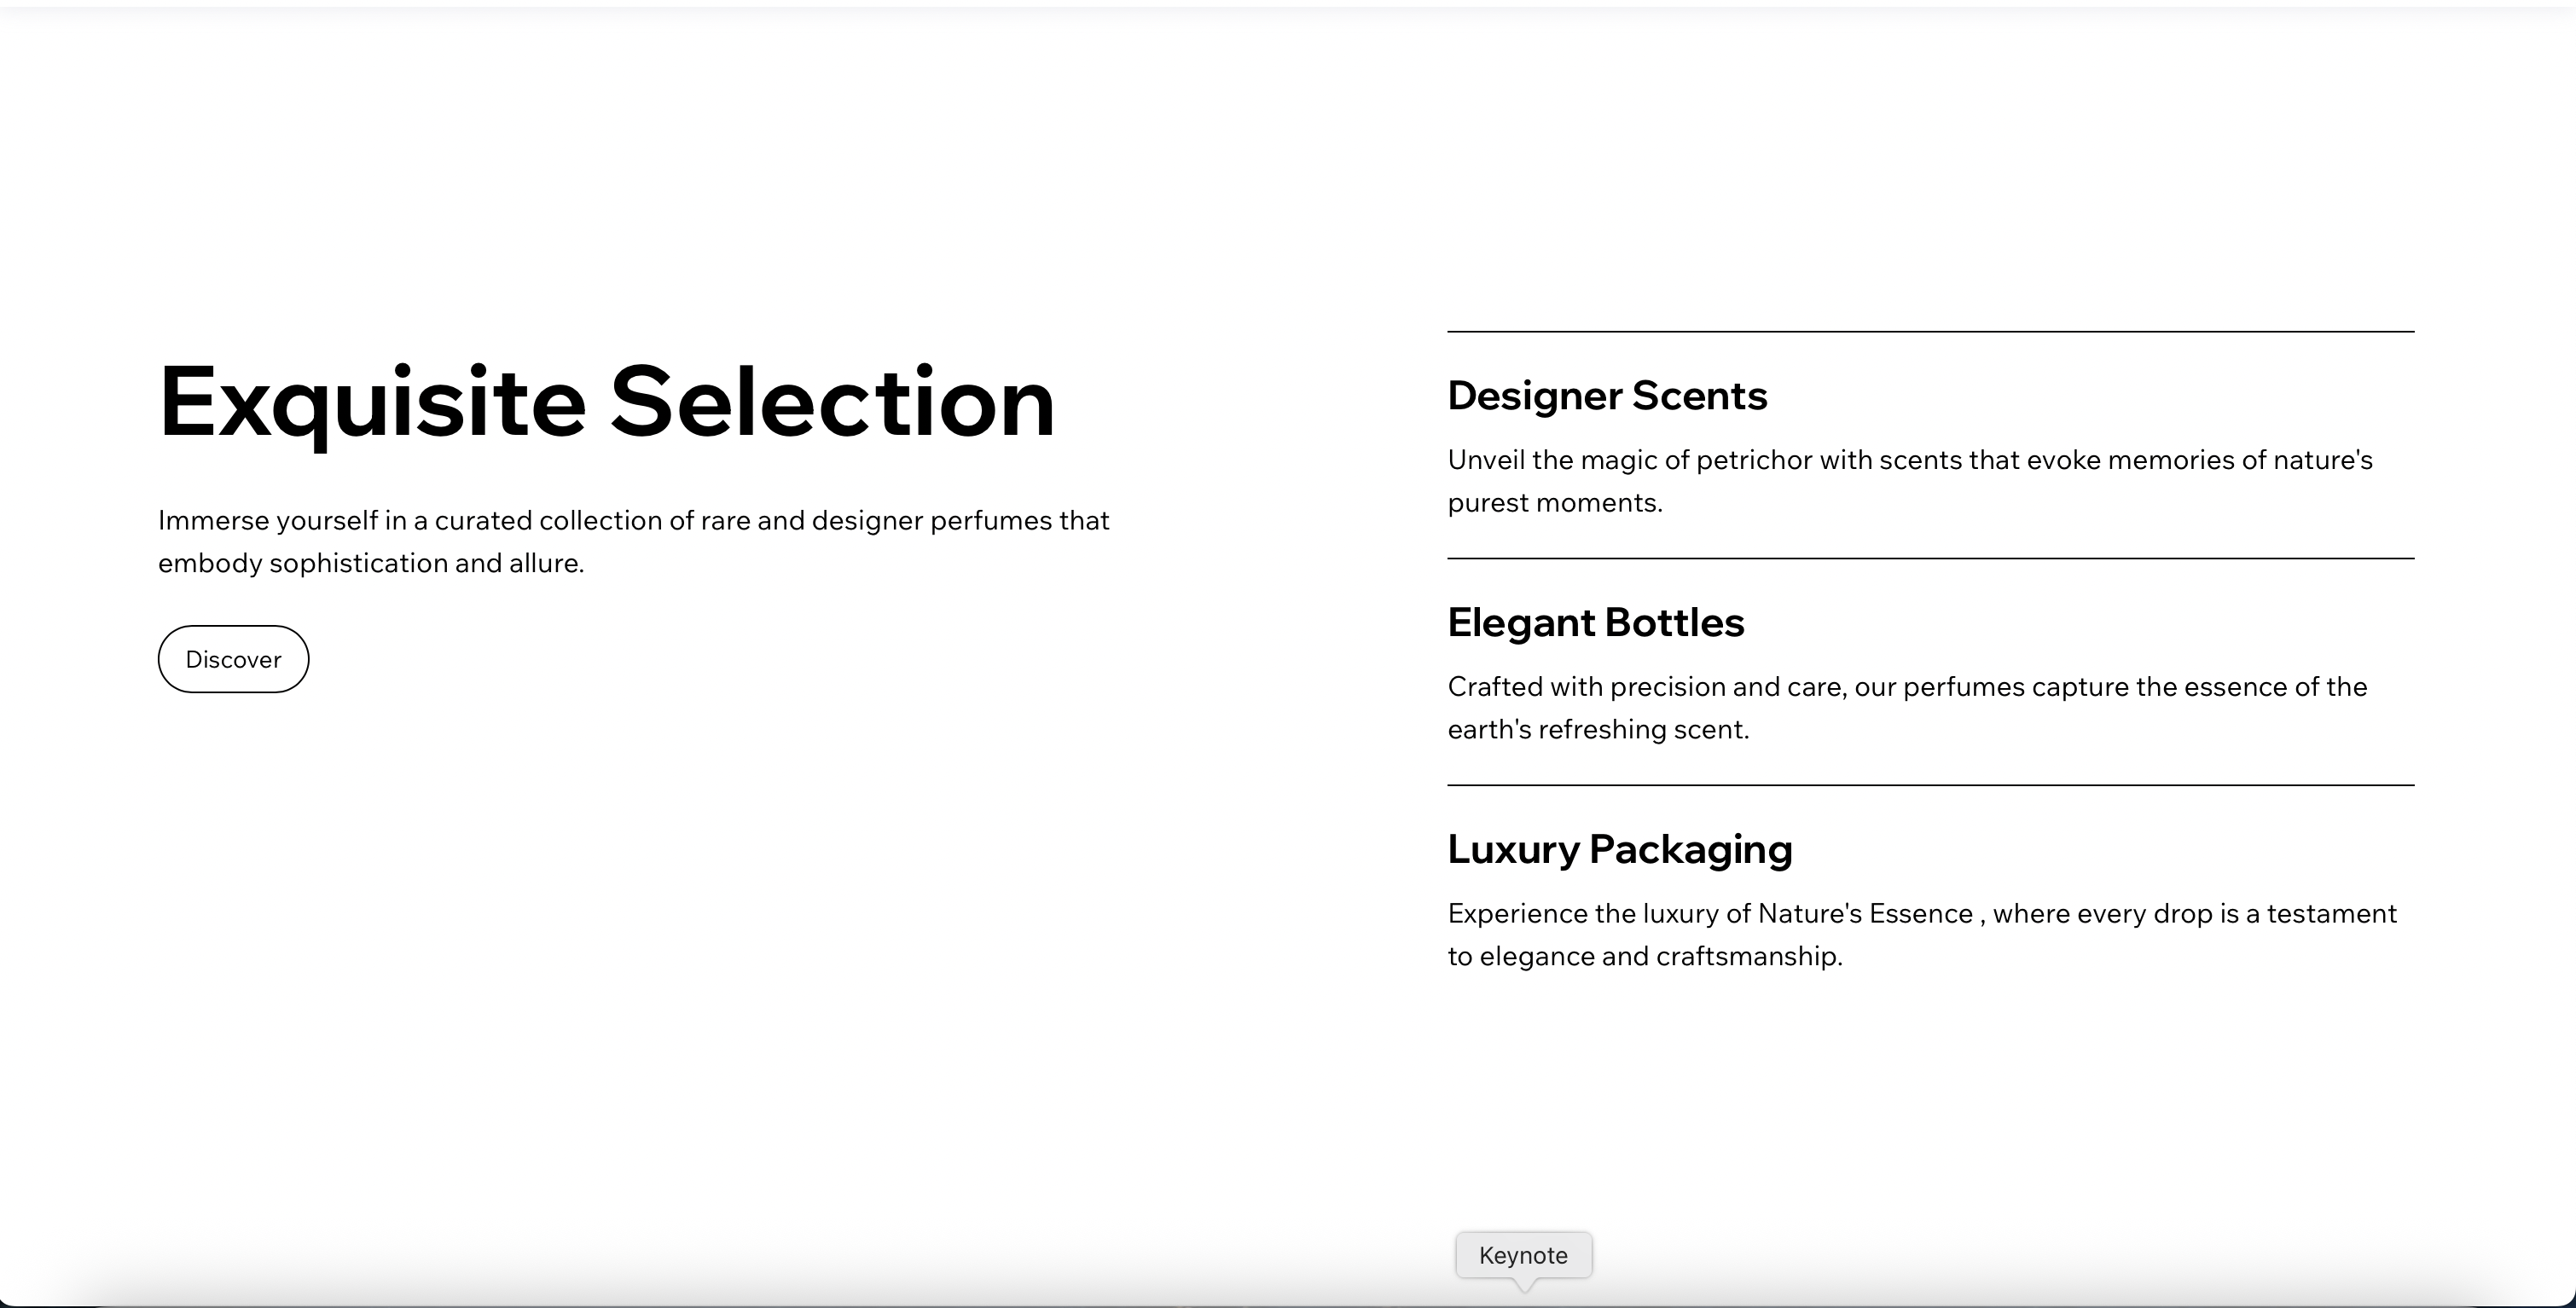 Exquisite Selection
Immerse yourself in a curated collection of rare and designer perfumes that
embody sophistication and allure.
Discover
Designer Scents
Unveil the magic of petrichor with scents that evoke memories of nature's
purest moments.
Elegant Bottles
Crafted with precision and care, our perfumes capture the essence of the
earth's refreshing scent.
Luxury Packaging
Experience the luxury of Nature's Essence , where every drop is a testament
to elegance and craftsmanship.
Keynote